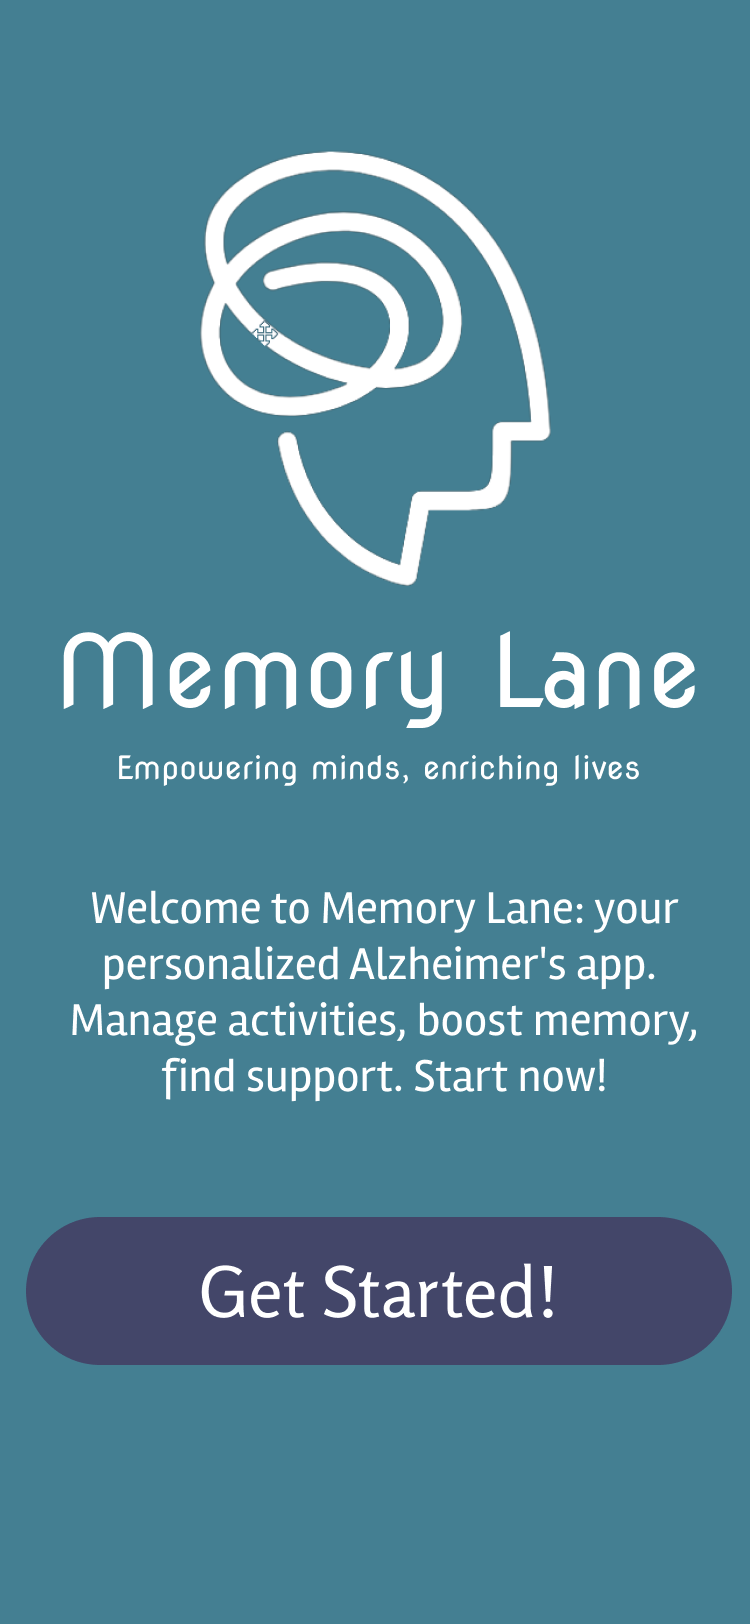 Memory Lane
Empowering minds, enriching lives
Welcome to Memory Lane: your
personalized Alzheimer's app.
Manage activities, boost memory,
find support. Start now!
Get Started!